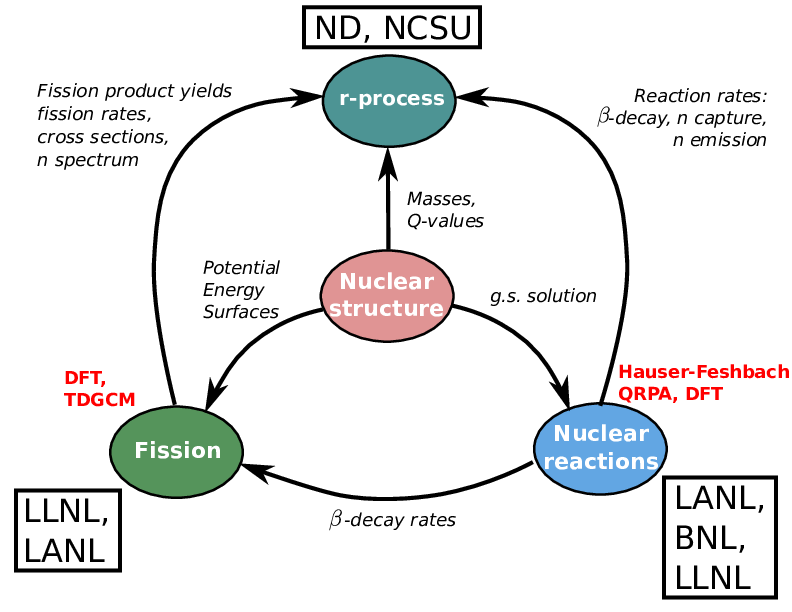 ND, NCSU
r-process
Fission product yields
fission rates,
cross sections,
n spectrum
Reaction rates:
β-decay, n capture,
n emission
Masses,
Q-values
Nuclear
structure
Potential
Energy
Surfaces
g.s. solution
DFT,
TDGCM
Hauser-Feshbach
QRPA, DFT
Fission
Nuclear
reactions
β-decay rates
LLNL,
LANL
LANL,
BNL,
LLNL